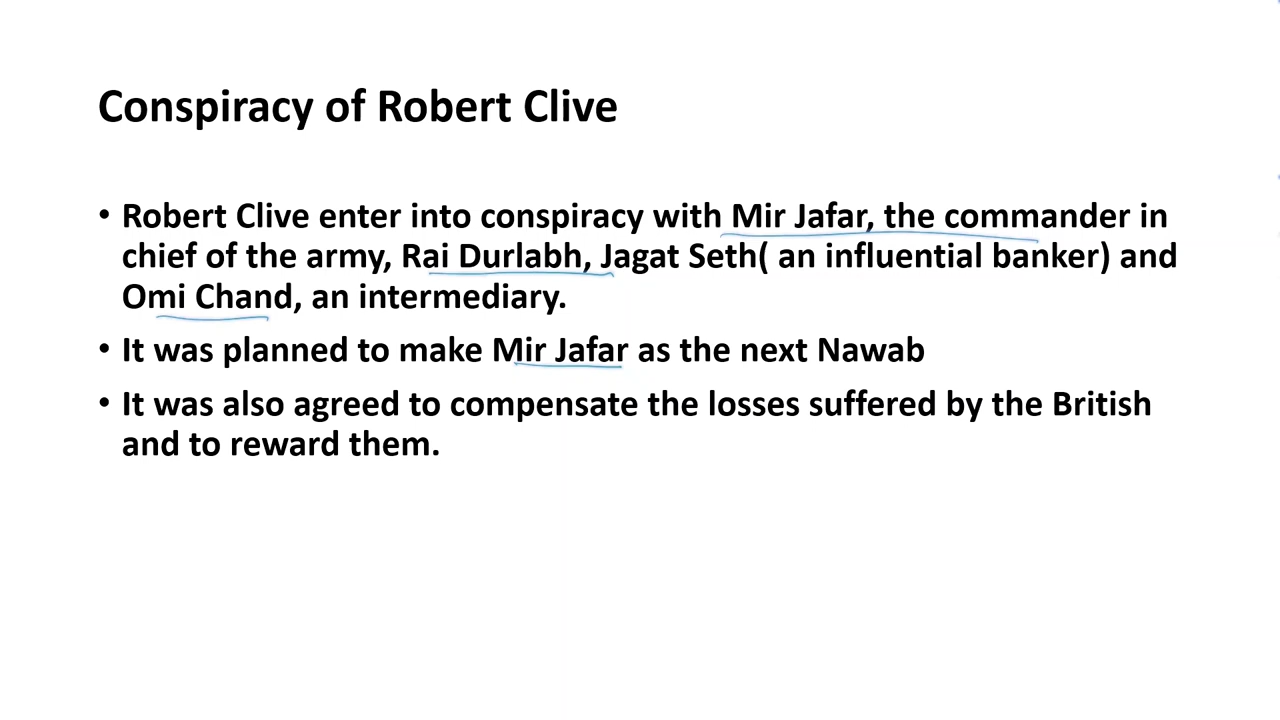 Conspiracy of Robert Clive
• Robert Clive enter into conspiracy with Mir Jafar, the commander in
chief of the army, Rai Durlabh, Jagat Seth( an influential banker) and
Omi Chand, an intermediary.
• It was planned to make Mir Jafar as the next Nawab
• It was also agreed to compensate the losses suffered by the British
and to reward them.